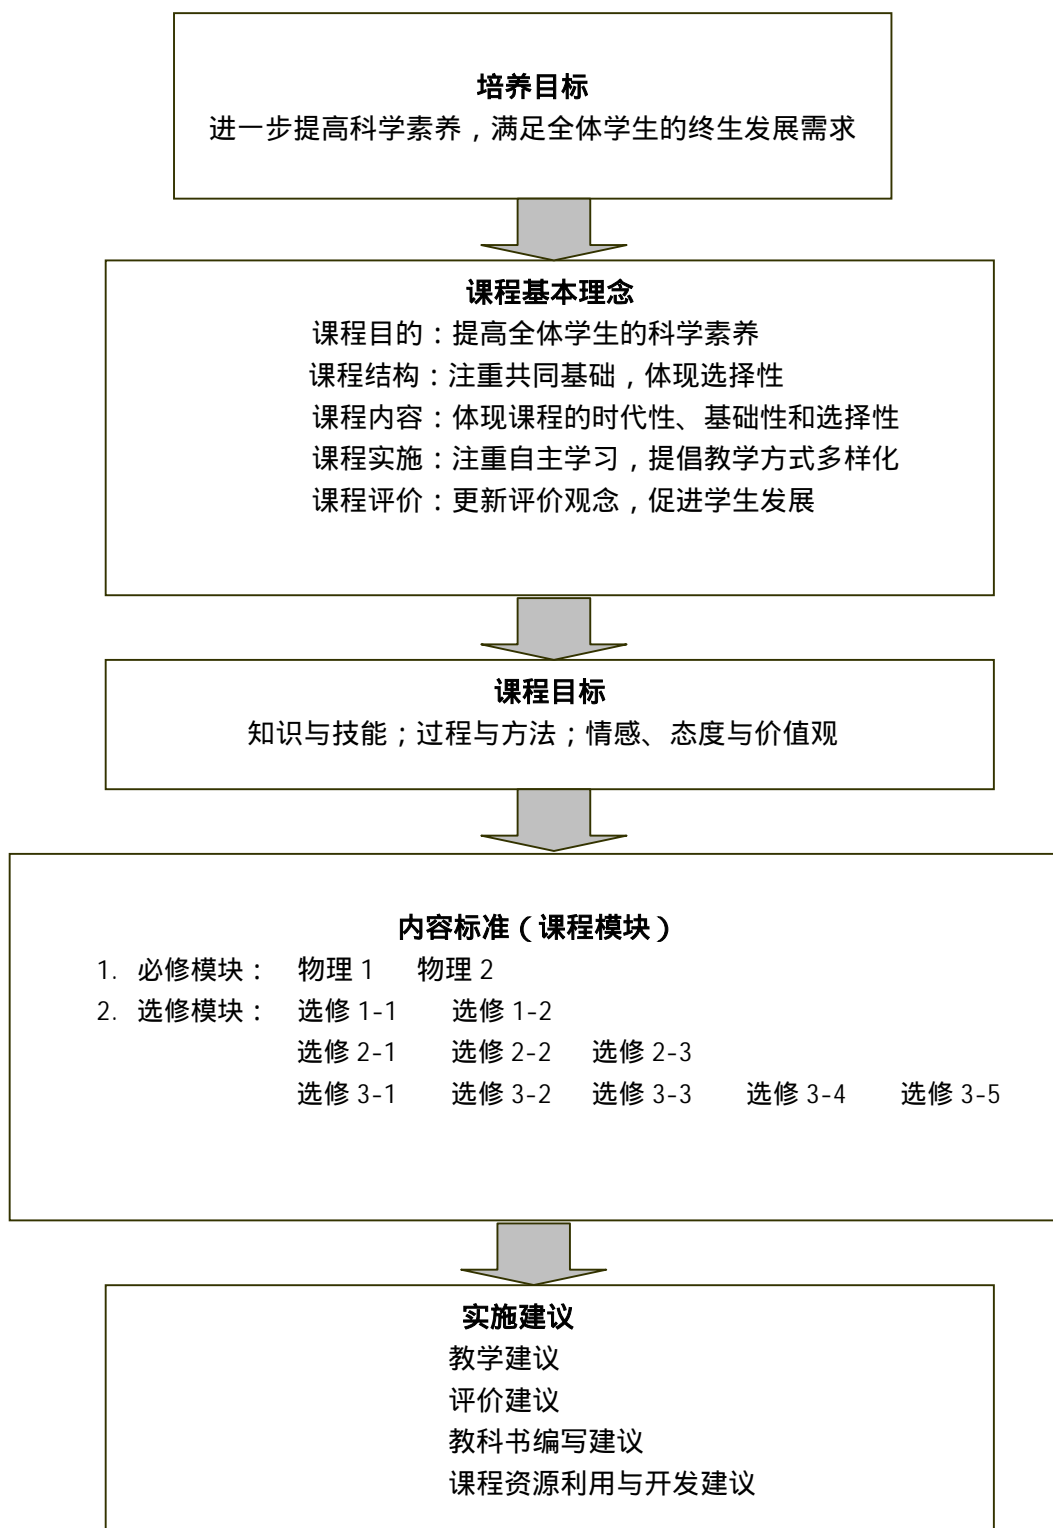 培养目标
进一步提高科学素养，满足全体学生的终生发展需求
课程基本理念
课程目的：提高全体学生的科学素养
课程结构：注重共同基础，体现选择性
课程内容：体现课程的时代性、基础性和选择性
课程实施：注重自主学习，提倡教学方式多样化
课程评价：更新评价观念，促进学生发展
课程目标
知识与技能；过程与方法；情感、态度与价值观
内容标准（课程模块）
1. 必修模块： 物理 1 物理 2
2. 选修模块： 选修 1-1 选修 1-2
选修 2-1 选修 2-2 选修 2-3
选修 3-1 选修 3-2 选修 3-3 选修 3-4 选修 3-5
实施建议
教学建议
评价建议
教科书编写建议
课程资源利用与开发建议